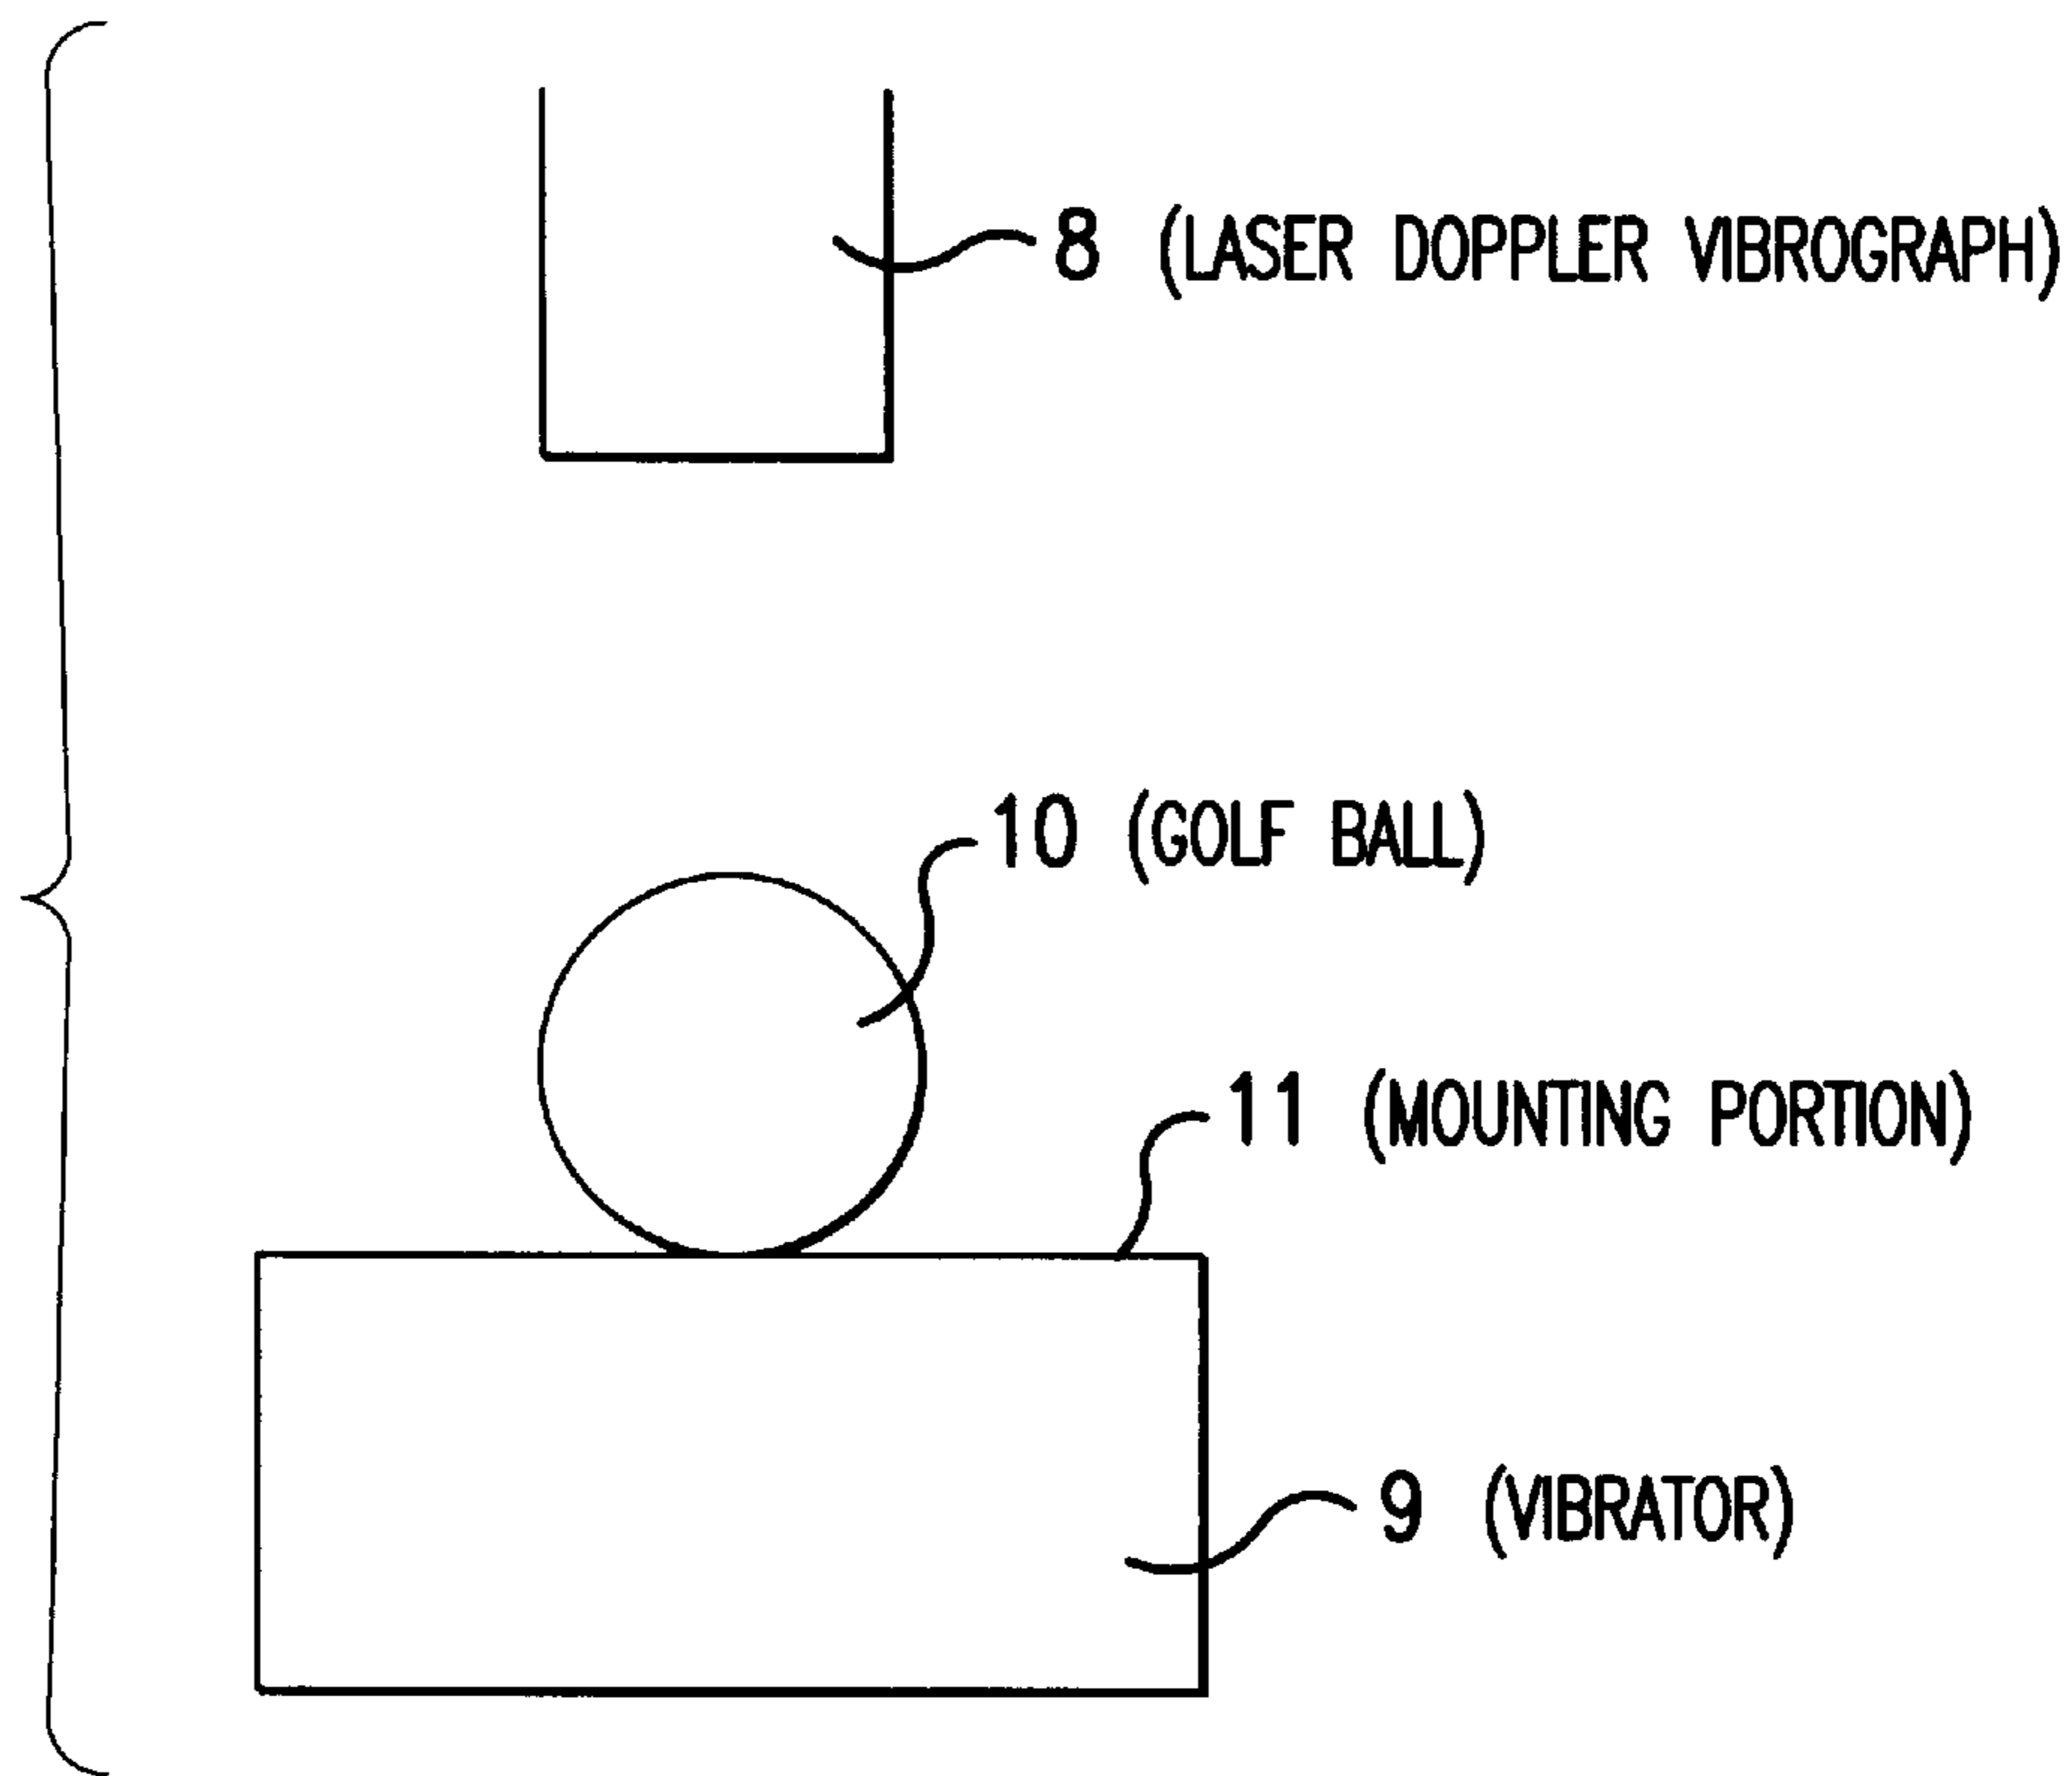 8 (LASER DOPPLER VIBROGRAPH)
10 (GOLF BALL)
11 (MOUNTING PORTION)
9 (VIBRATOR)